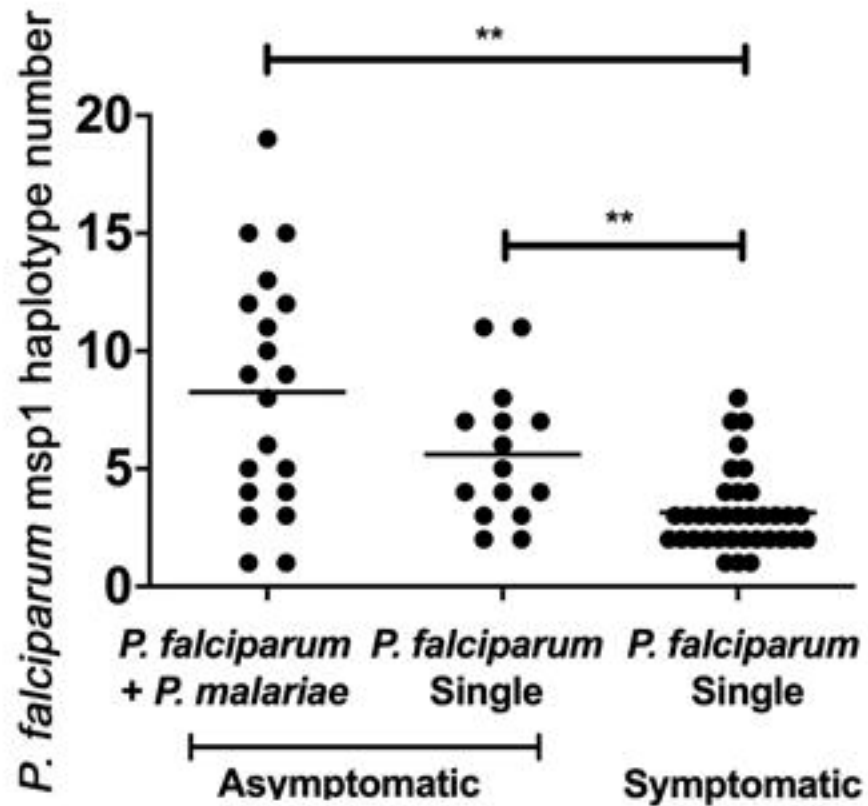 **
**
P. falciparum msp1 haplotype number
20
15
10
5
0
P. falciparum
+ P. malariae
P. falciparum
Single
P. falciparum
Single
Asymptomatic
Symptomatic